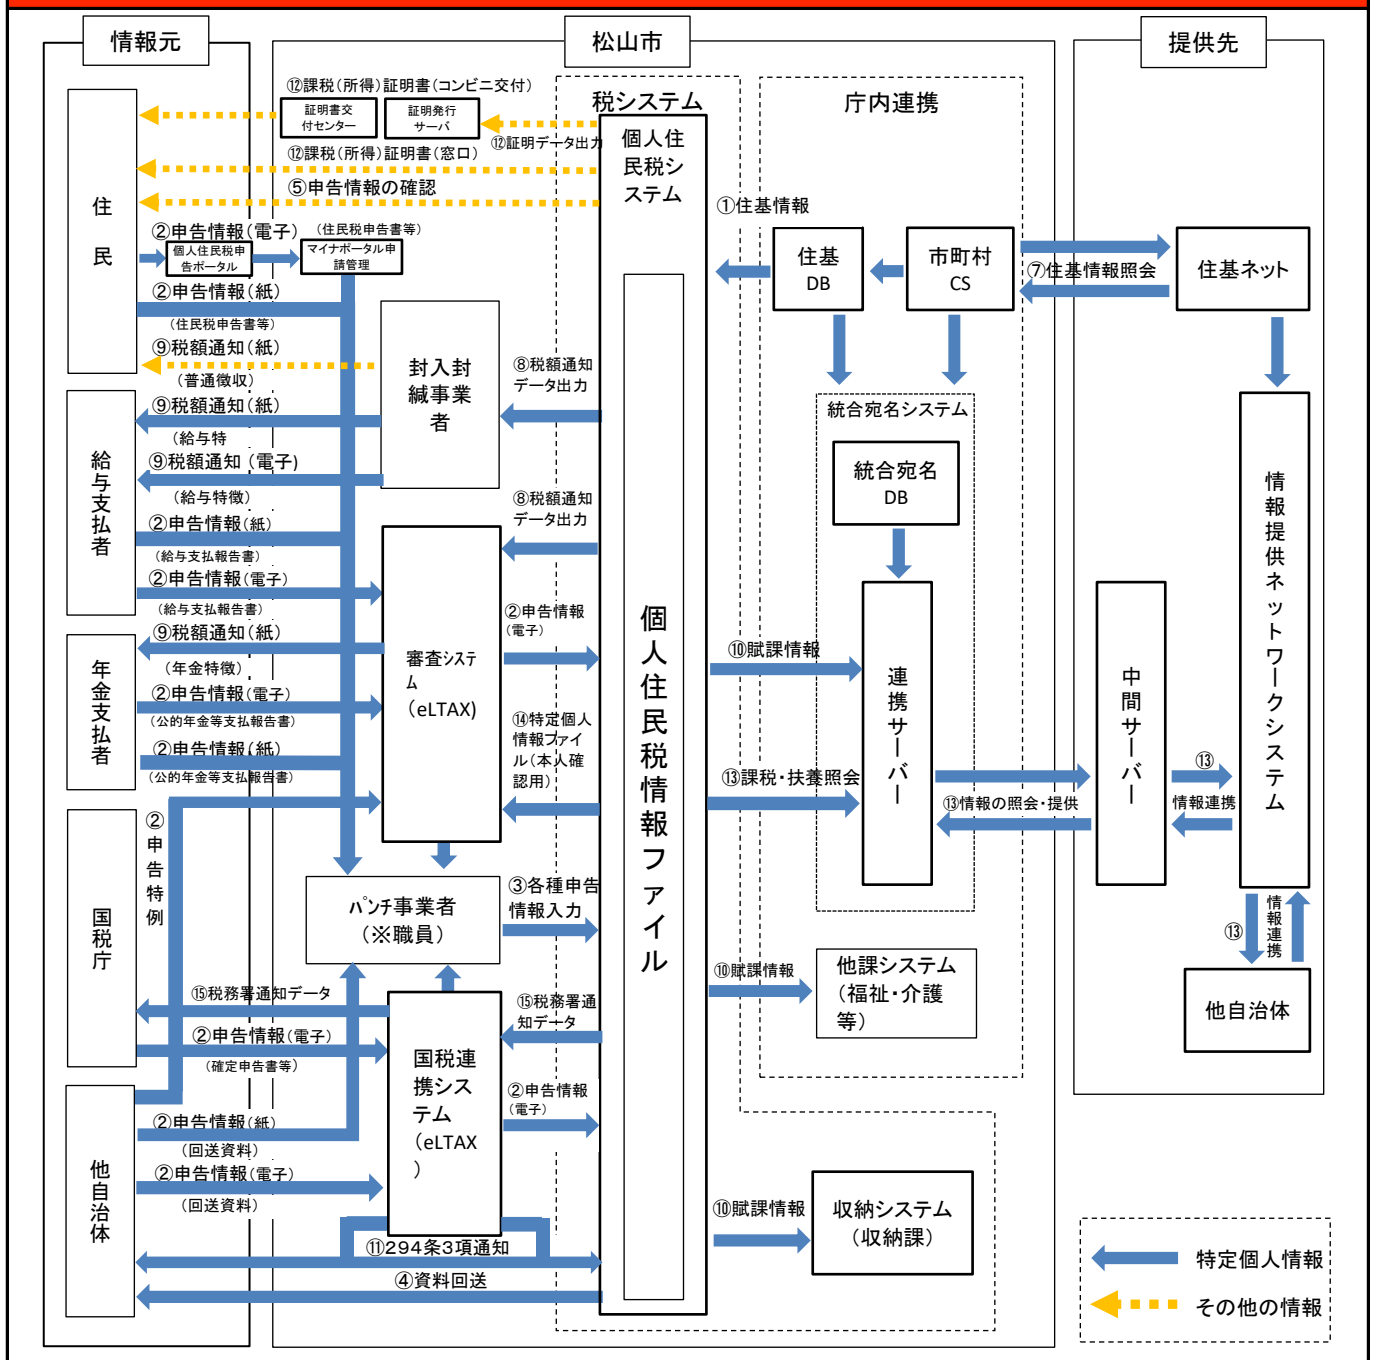 情報元
松山市
提供先
⑫課税(所得)証明書(コンビニ交付)
証明書交
付センター
証明発行
サーバ
⑫証明データ出力
⑫課税(所得)証明書(窓口)
⑤申告情報の確認
住
民
②申告情報(電子)
(住民税申告書等)
個人住民税申
告ポータル
マイナポータル申
請管理
②申告情報(紙)
(住民税申告書等)
⑨税額通知(紙)
(普通徴収)
⑨税額通知(紙)
(給与特
⑨税額通知(電子)
(給与特徴)
給与支払者
②申告情報(紙)
(給与支払報告書)
②申告情報(電子)
(給与支払報告書)
⑨税額通知(紙)
(年金特徴)
年金支払者
②申告情報(電子)
(公的年金等支払報告書)
②申告情報(紙)
(公的年金等支払報告書)
②申告特例
国税庁
⑮税務署通知データ
②申告情報(電子)
(確定申告書等)
他自治体
②申告情報(紙)
(回送資料)
②申告情報(電子)
(回送資料)
⑪294条3項通知
④資料回送
封入封
緘事業
者
⑧税額通知
データ出力
⑧税額通知
データ出力
審査システ
ム
(eLTAX)
②申告情報
(電子)
⑭特定個人
情報ファイ
ル(本人確
認用)
パンチ事業者
(※職員)
③各種申告
情報入力
国税連
携シス
テム
(eLTAX
)
⑮税務署通
知データ
②申告情報
(電子)
税システム
個人住
民税シ
ステム
個人住民税情報ファイル
庁内連携
①住基情報
住基
DB
市町村
CS
⑦住基情報照会
住基ネット
統合宛名システム
統合宛名
DB
連携サーバー
⑩賦課情報
⑬課税・扶養照会
⑬情報の照会・提供
中間サーバー
⑬
情報連携
情報提供ネットワークシステム
⑬
情報連携
他自治体
⑩賦課情報
他課システム
(福祉・介護
等)
⑩賦課情報
収納システム
(収納課)
特定個人情報
その他の情報